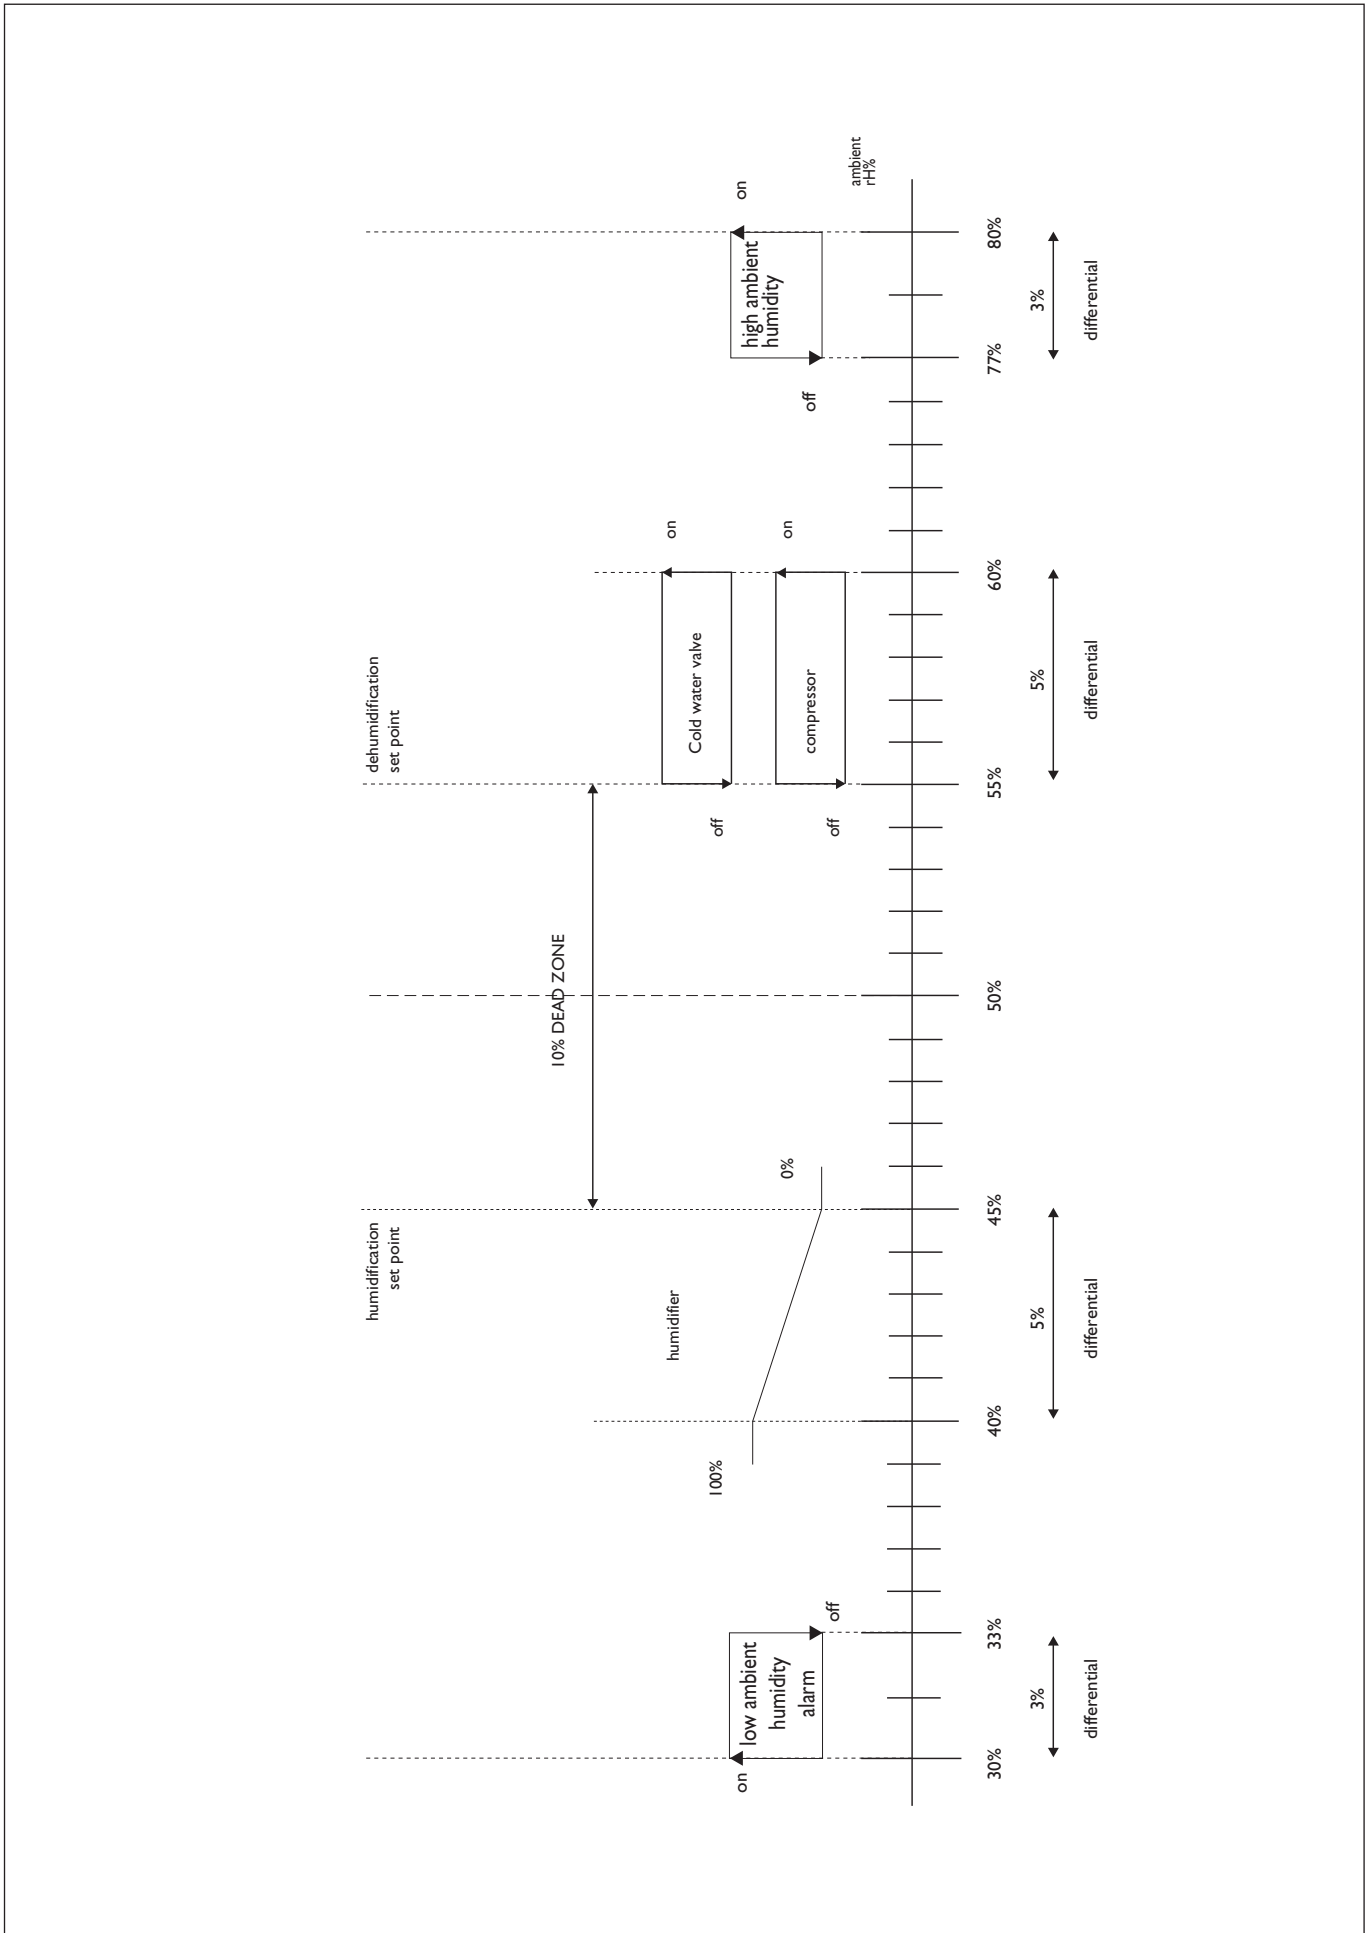 humidification
set point
dehumidification
set point
10% DEAD ZONE
humidifier
100%
0%
Cold water valve
on
off
compressor
on
off
low ambient
humidity
alarm
on
off
high ambient
humidity
on
off
ambient
rH%
30%
33%
40%
45%
50%
55%
60%
77%
80%
3%
differential
5%
differential
5%
differential
3%
differential